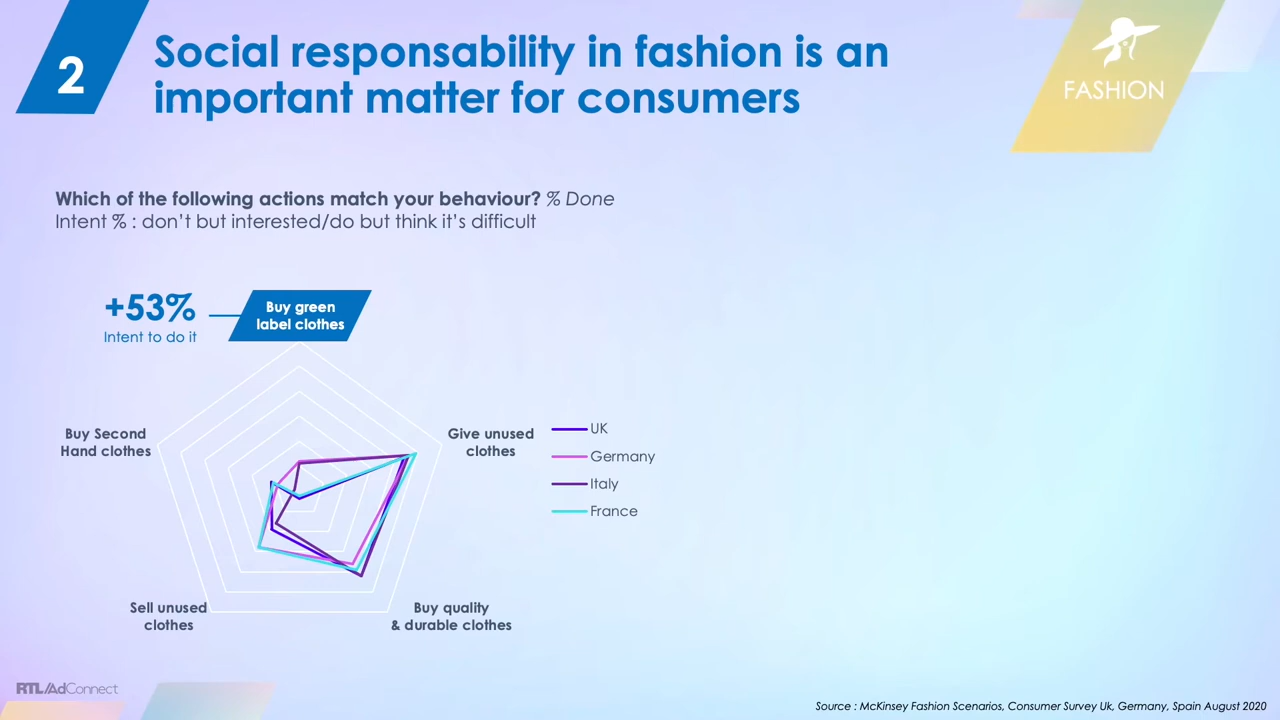 2
Social responsability in fashion is an
important matter for consumers
FASHION
Which of the following actions match your behaviour? % Done
Intent % : don't but interested/do but think it's difficult
+53%
Intent to do it
Buy green
label clothes
Buy Second
Hand clothes
Give unused
clothes
UK
Germany
Italy
France
Sell unused
clothes
Buy quality
& durable clothes
RTL/AdConnect
Source : McKinsey Fashion Scenarios, Consumer Survey Uk, Germany, Spain August 2020